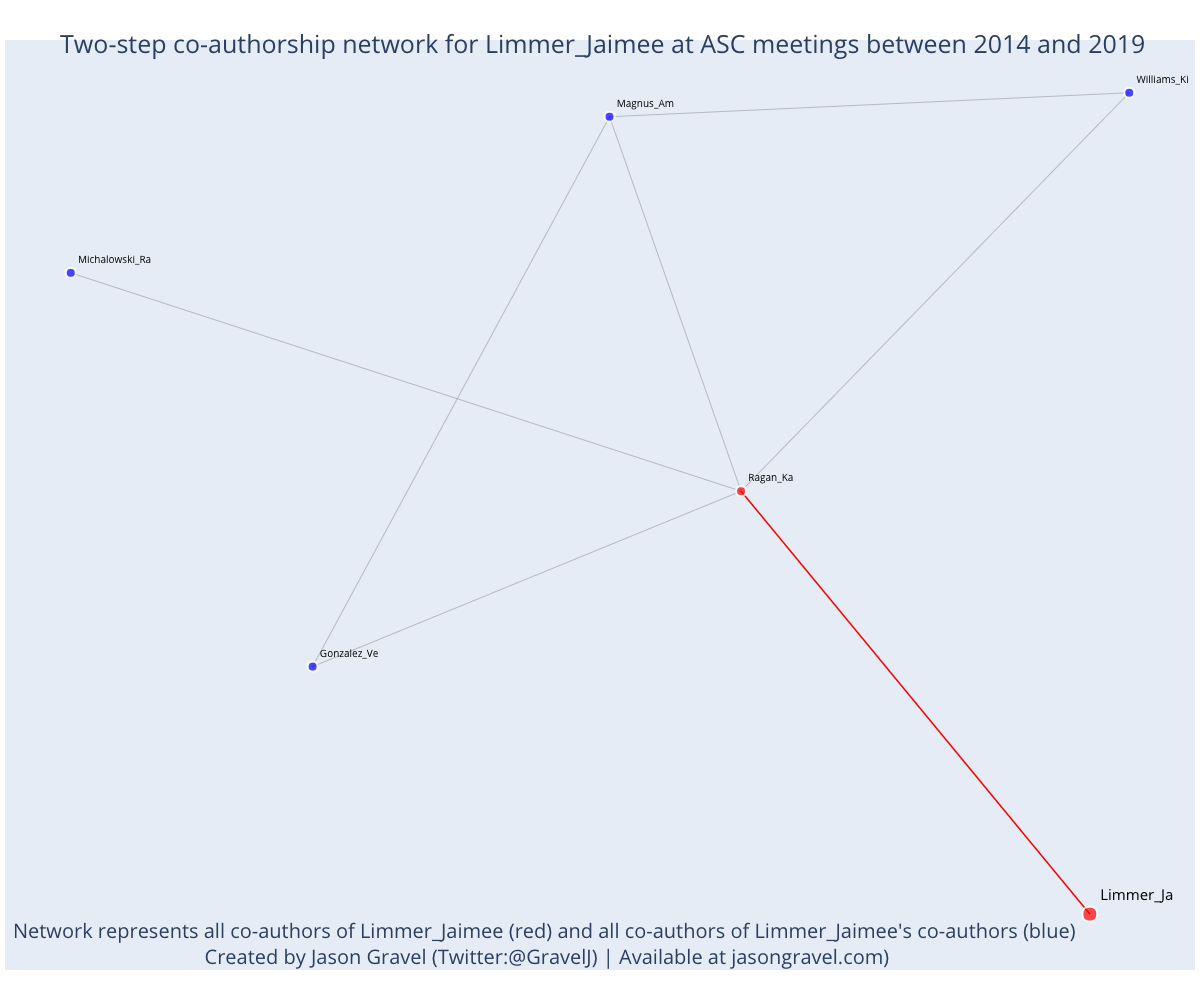 Two-step co-authorship network for Limmer_Jaimee at ASC meetings between 2014 and 2019
Williams_Ki
Magnus_Am
Michalowski_Ra
Ragan_Ka
Gonzalez_Ve
Limmer_Ja
Network represents all co-authors of Limmer_Jaimee (red) and all co-authors of Limmer_Jaimee's co-authors (blue)
Created by Jason Gravel (Twitter:@GravelJ) | Available at jasongravel.com)